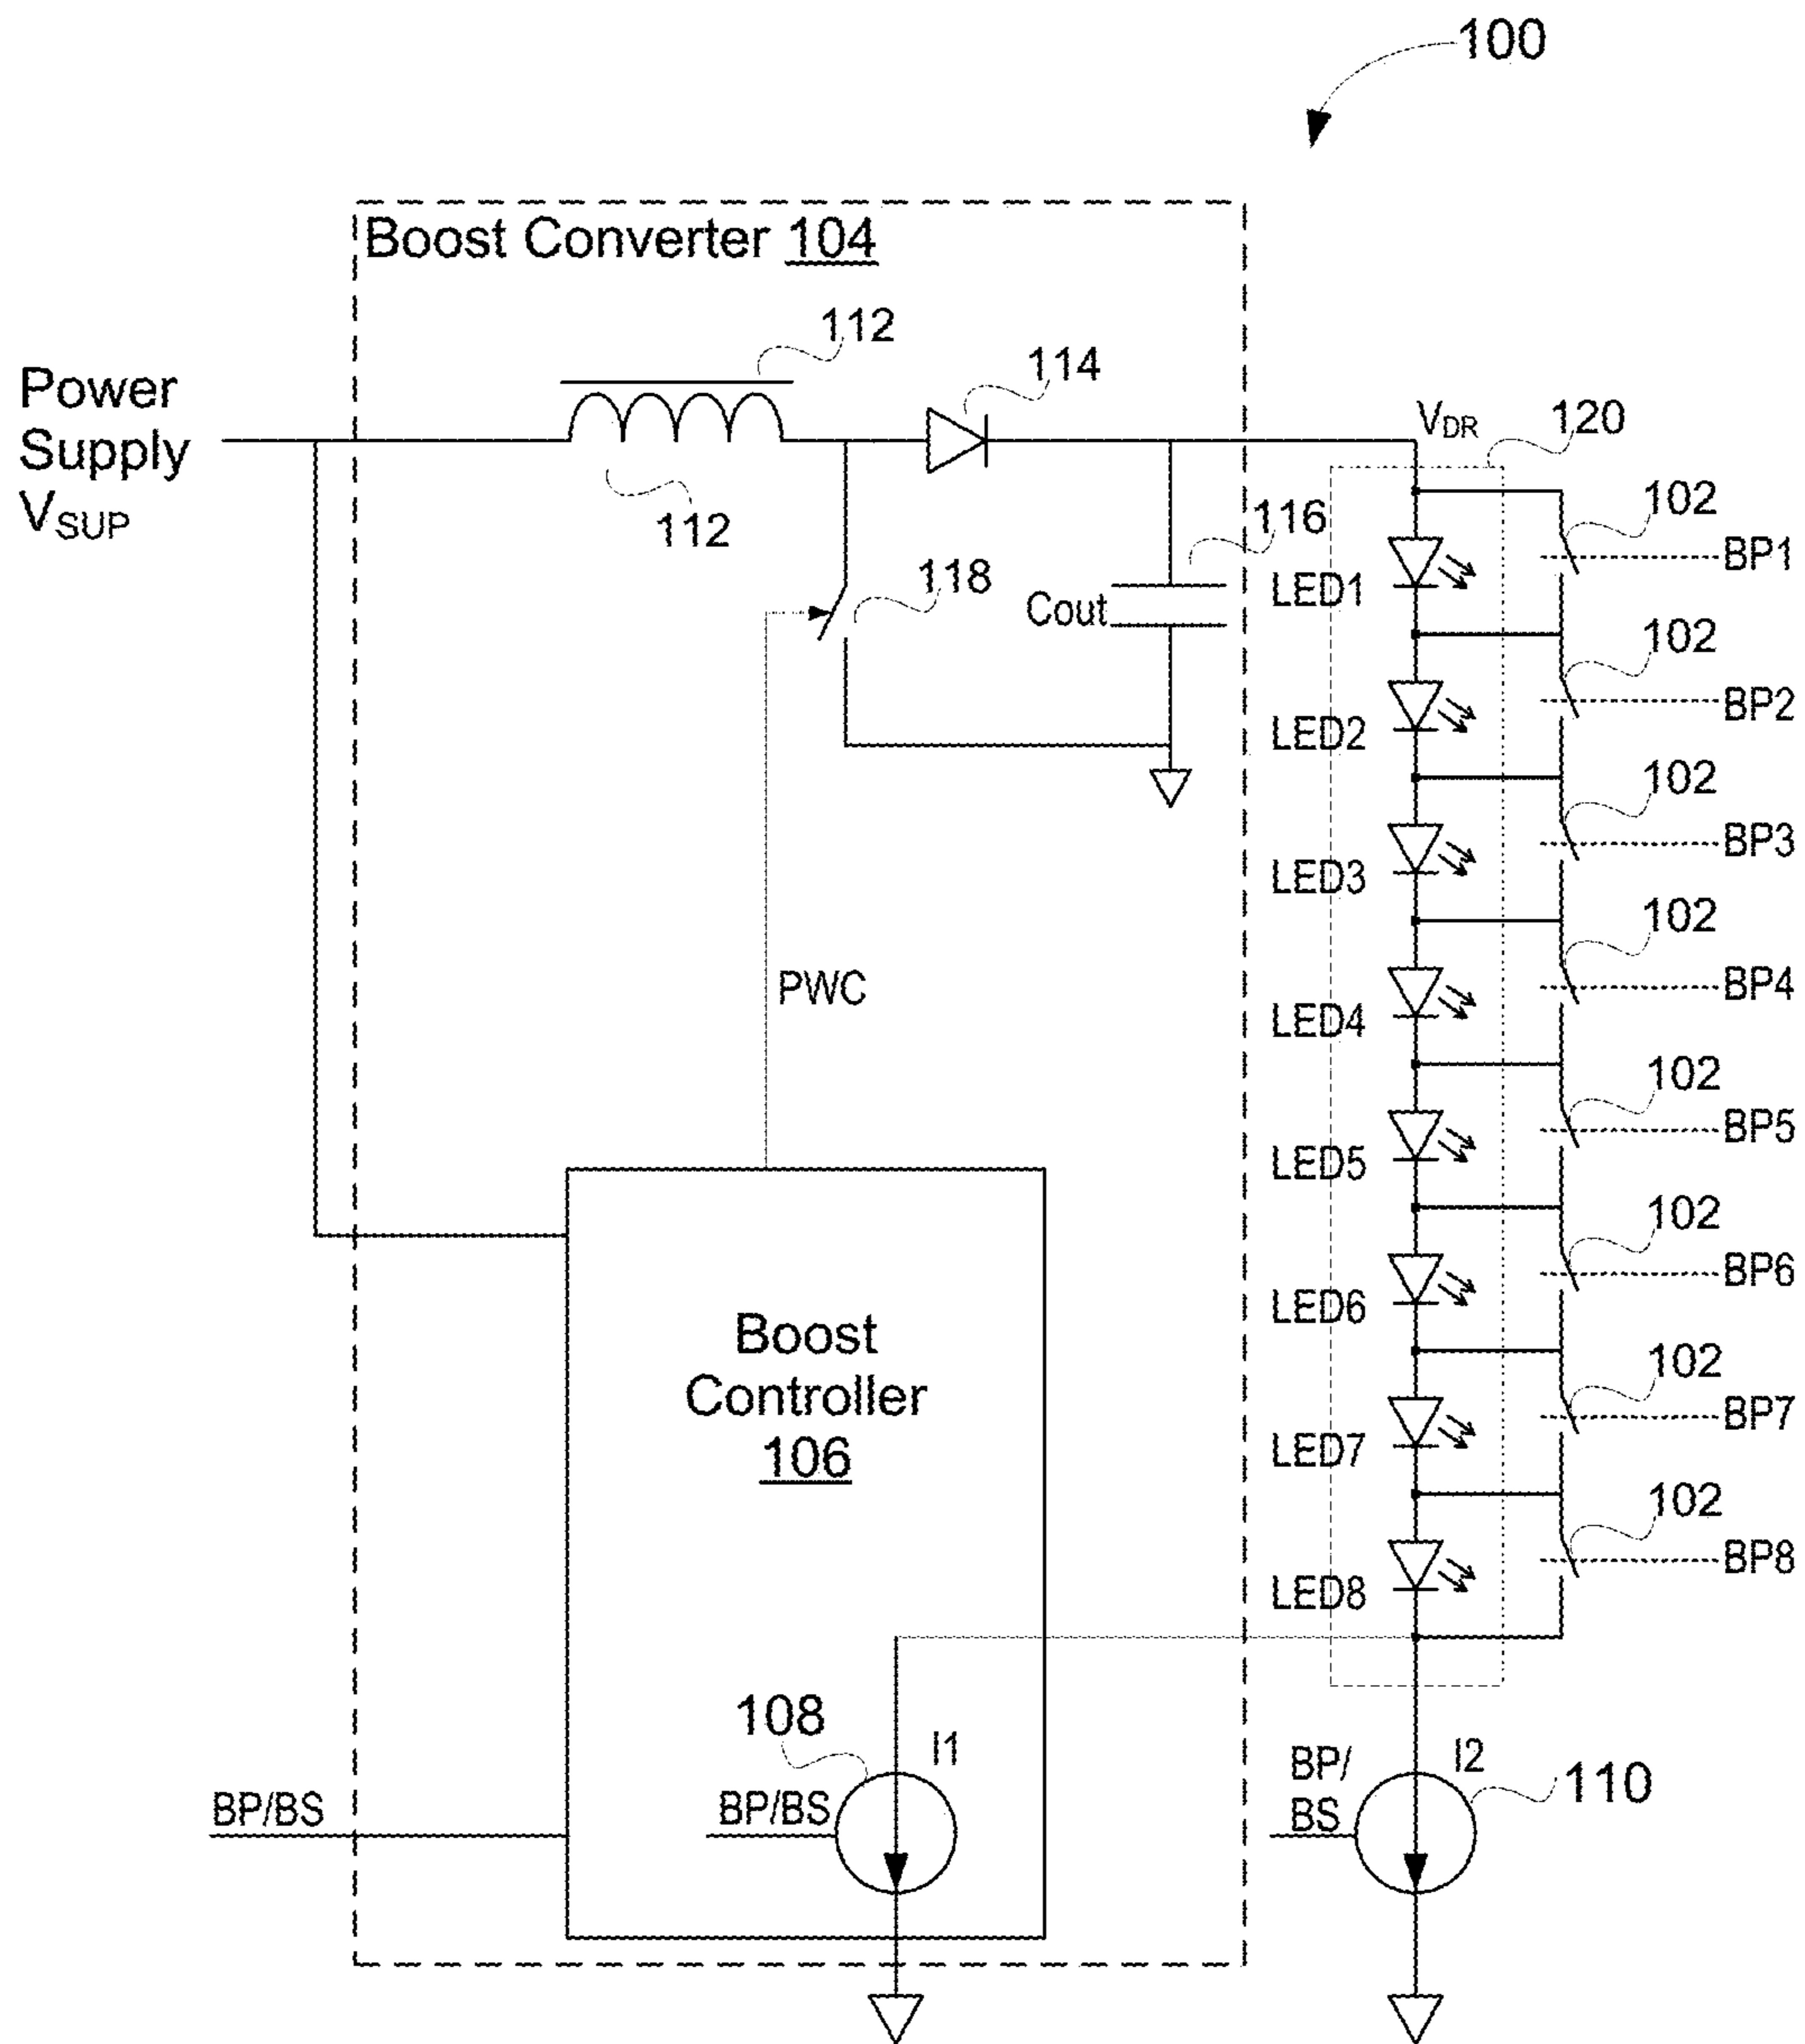 100
Boost Converter 104
112
114
Power
Supply
VSUP
112
VDR
120
116
118
Cout
102
BP1
LED1
102
BP2
LED2
102
BP3
LED3
102
BP4
LED4
PWC
102
BP5
LED5
102
BP6
LED6
102
BP7
LED7
102
BP8
LED8
Boost
Controller
106
108
I1
BP/BS
BP/BS
BP/
BS
I2
110